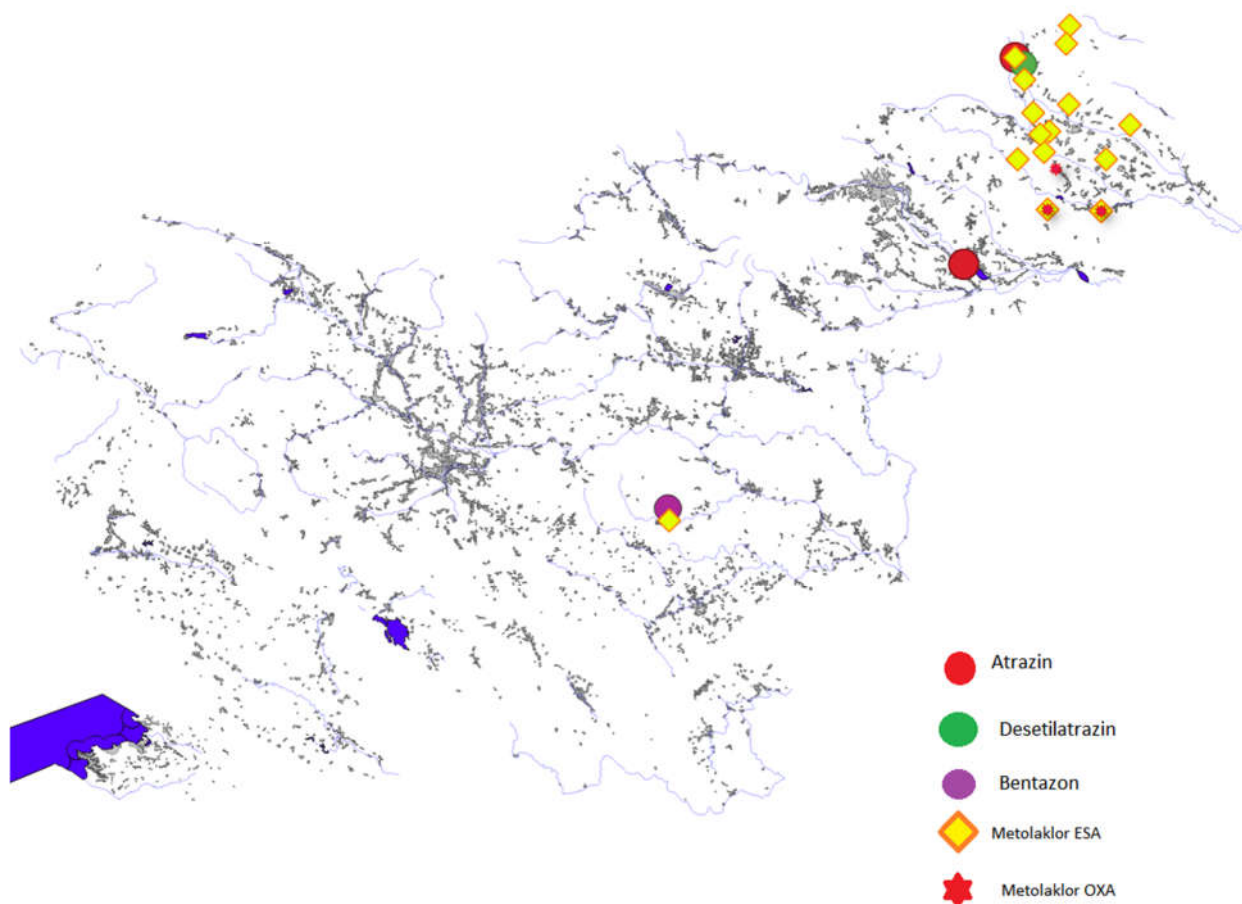 Atrazin
Desetilatrazin
Bentazon
Metolaklor ESA
Metolaklor OXA